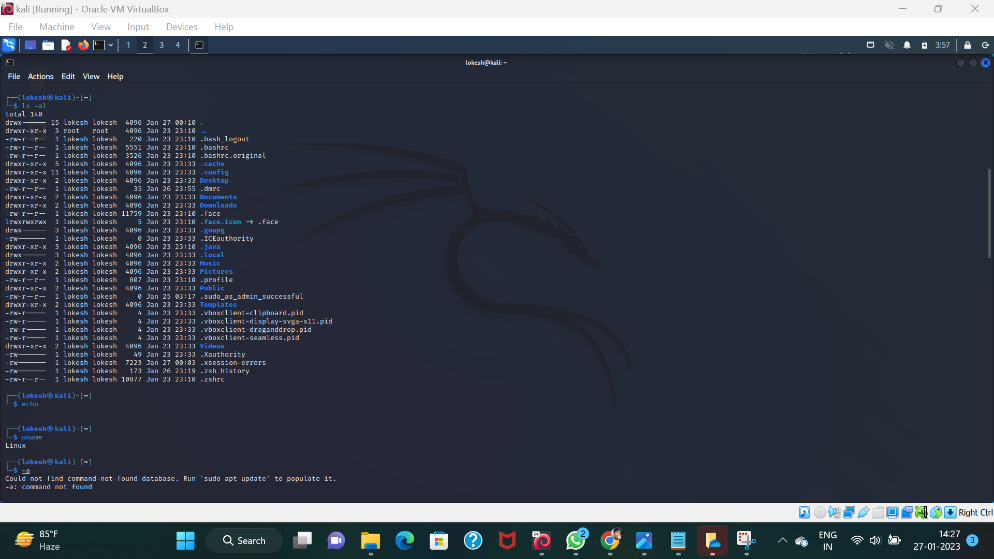 kali [Running] - Oracle VM VirtualBox
File Machine View Input Devices Help
1 2 3 4 3:57
lokesh@kali: ~
File Actions Edit View Help
(lokesh㉿kali)-[~]
$ ls -al
total 140
drwx—— 15 lokesh lokesh 4096 Jan 27 00:10 .
drwxr-xr-x 3 root root 4096 Jan 23 23:10 ..
-rw-r--r-- 1 lokesh lokesh 220 Jan 23 23:10 .bash_logout
-rw-r--r-- 1 lokesh lokesh 5551 Jan 23 23:10 .bashrc
-rw-r--r-- 1 lokesh lokesh 3526 Jan 23 23:10 .bashrc.original
drwxr-xr-x 5 lokesh lokesh 4096 Jan 23 23:33 .cache
drwxr-xr-x 11 lokesh lokesh 4096 Jan 23 23:33 .config
drwxr-xr-x 2 lokesh lokesh 4096 Jan 23 23:33 Desktop
-rw-r--r-- 1 lokesh lokesh 35 Jan 26 23:55 .dmrc
drwxr-xr-x 2 lokesh lokesh 4096 Jan 23 23:33 Documents
drwxr-xr-x 2 lokesh lokesh 4096 Jan 23 23:33 Downloads
-rw-r--r-- 1 lokesh lokesh 11759 Jan 23 23:10 .face
lrwxrwxrwx 1 lokesh lokesh 5 Jan 23 23:10 .face.icon → .face
drwx—— 3 lokesh lokesh 4096 Jan 23 23:33 .gnupg
-rw—— 1 lokesh lokesh 0 Jan 23 23:33 .ICEauthority
drwxr-xr-x 3 lokesh lokesh 4096 Jan 23 23:10 .java
drwx—— 3 lokesh lokesh 4096 Jan 23 23:33 .local
drwxr-xr-x 2 lokesh lokesh 4096 Jan 23 23:33 Music
drwxr-xr-x 2 lokesh lokesh 4096 Jan 23 23:33 Pictures
-rw-r--r-- 1 lokesh lokesh 807 Jan 23 23:10 .profile
drwxr-xr-x 2 lokesh lokesh 4096 Jan 23 23:33 Public
-rw-r--r-- 1 lokesh lokesh 0 Jan 25 03:17 .sudo_as_admin_successful
drwxr-xr-x 2 lokesh lokesh 4096 Jan 23 23:33 Templates
-rw-r--r-- 1 lokesh lokesh 4 Jan 23 23:33 .vboxclient-clipboard.pid
-rw-r--r-- 1 lokesh lokesh 4 Jan 23 23:33 .vboxclient-display-svga-x11.pid
-rw-r--r-- 1 lokesh lokesh 4 Jan 23 23:33 .vboxclient-draganddrop.pid
-rw-r--r-- 1 lokesh lokesh 4 Jan 23 23:33 .vboxclient-seamless.pid
drwxr-xr-x 2 lokesh lokesh 4096 Jan 23 23:33 Videos
-rw—— 1 lokesh lokesh 49 Jan 23 23:33 .Xauthority
-rw—— 1 lokesh lokesh 7223 Jan 27 00:03 .xsession-errors
-rw—— 1 lokesh lokesh 173 Jan 26 23:19 .zsh_history
-rw-r--r-- 1 lokesh lokesh 10877 Jan 23 23:10 .zshrc
(lokesh㉿kali)-[~]
$ echo
(lokesh㉿kali)-[~]
$ uname
Linux
(lokesh㉿kali)-[~]
$ -a
Could not find command-not-found database. Run 'sudo apt update' to populate it.
-a: command not found
Right Ctrl
85°F
Haze
Search
2
ENG
IN
14:27
27-01-2023
3